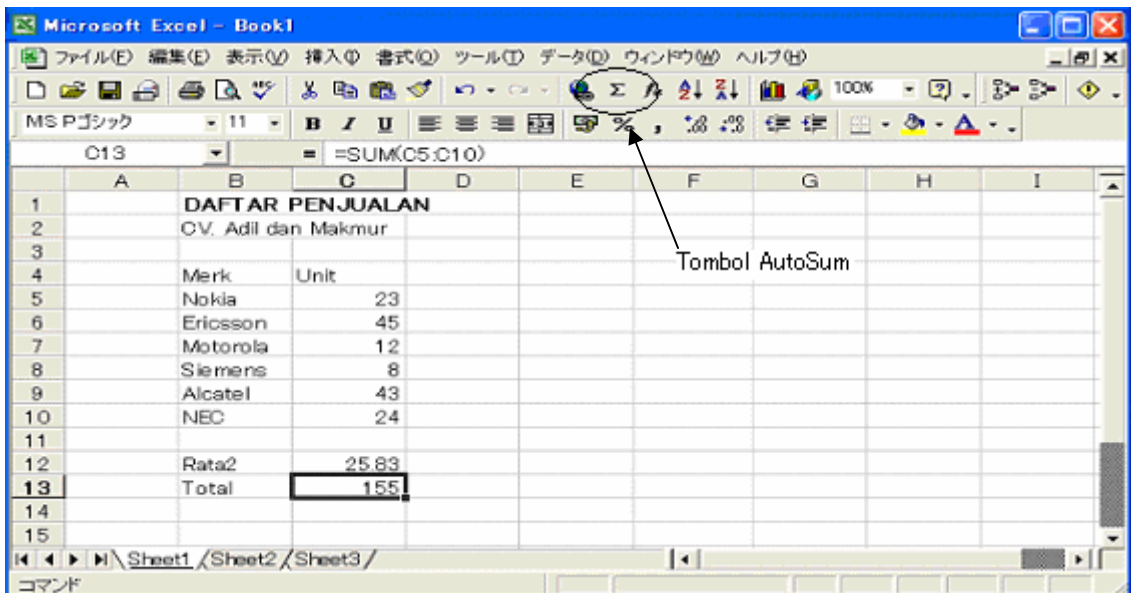 Microsoft Excel - Book1
ファイル(F) 編集(E) 表示(V) 挿入(I) 書式(O) ツール(T) データ(D) ウィンドウ(W) ヘルプ(H)
100%
MS Pゴシック 11 B I U %
C13 = =SUM(C5:C10)
A B C D E F G H I
1 DAFTAR PENJUALAN
2 CV. Adil dan Makmur
3
Tombol AutoSum
4 Merk Unit
5 Nokia 23
6 Ericsson 45
7 Motorola 12
8 Siemens 8
9 Alcatel 43
10 NEC 24
11
12 Rata2 25.83
13 Total 155
14
15
Sheet1 Sheet2 Sheet3
コマンド